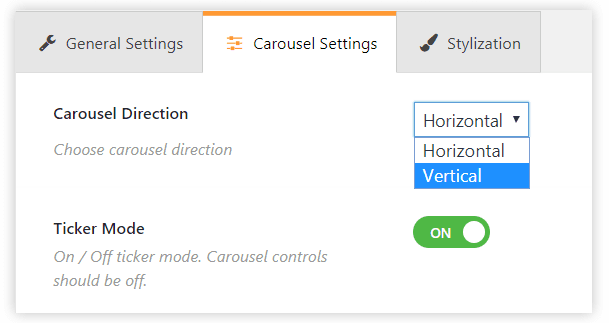 General Settings Carousel Settings Stylization
Carousel Direction Horizontal
Choose carousel direction Horizontal
Vertical
Ticker Mode
On / Off ticker mode. Carousel controls ON
should be off.